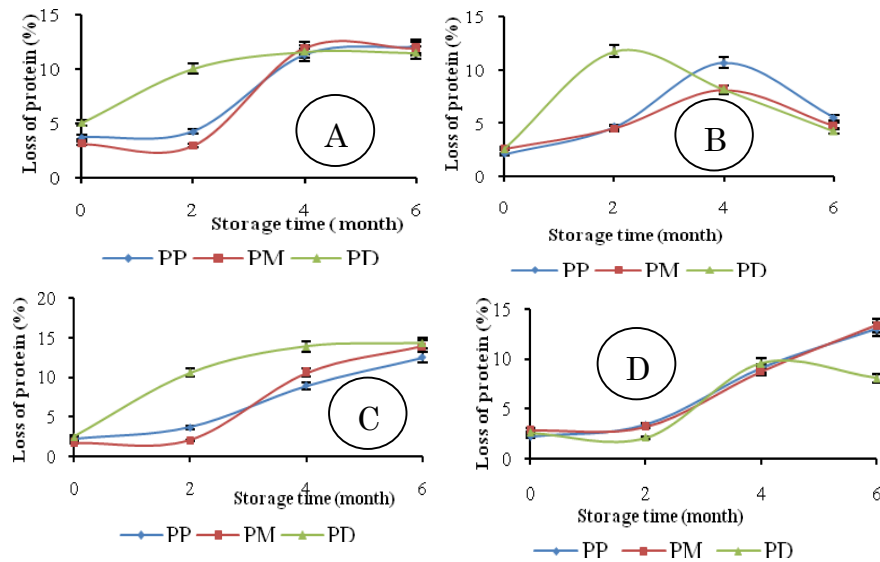 Loss of protein (%)
15
10
5
0
A
0 2 4 6
Storage time ( month)
PP PM PD
Loss of protein (%)
15
10
5
0
B
0 2 4 6
Storage time (month)
PP PM PD
Loss of protein (%)
20
15
10
5
0
C
0 2 4 6
Storage time (month)
PP PM PD
Loss of protein (%)
15
10
5
0
D
0 2 4 6
Storage time (month)
PP PM PD